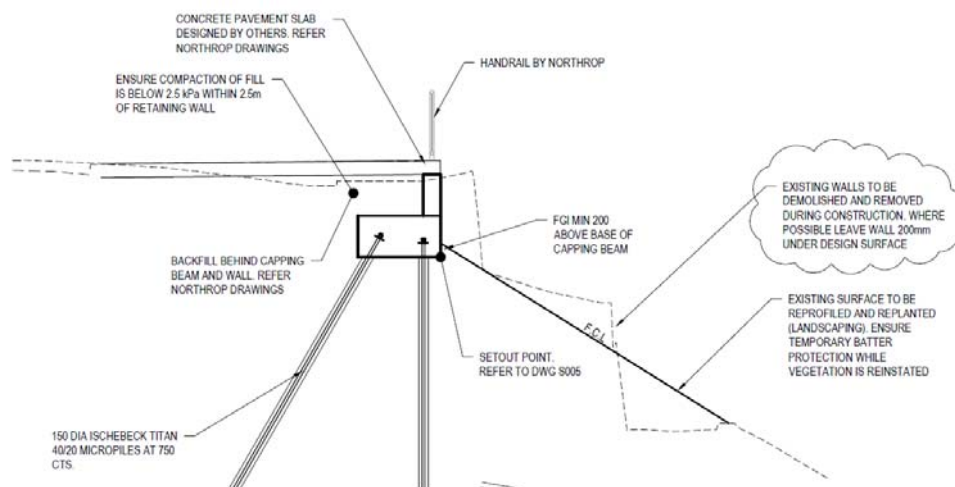 CONCRETE PAVEMENT SLAB
DESIGNED BY OTHERS. REFER
NORTHROP DRAWINGS
HANDRAIL BY NORTHROP
ENSURE COMPACTION OF FILL
IS BELOW 2.5 kPa WITHIN 2.5m
OF RETAINING WALL
EXISTING WALLS TO BE
DEMOLISHED AND REMOVED
DURING CONSTRUCTION. WHERE
POSSIBLE LEAVE WALL 200mm
UNDER DESIGN SURFACE
FGI MIN 200
ABOVE BASE OF
CAPPING BEAM
BACKFILL BEHIND CAPPING
BEAM AND WALL. REFER
NORTHROP DRAWINGS
EXISTING SURFACE TO BE
REPROFILED AND REPLANTED
(LANDSCAPING). ENSURE
TEMPORARY BATTER
PROTECTION WHILE
VEGETATION IS REINSTATED
SETOUT POINT.
REFER TO DWG S005
150 DIA ISCHEBECK TITAN
40/20 MICROPILES AT 750
CTS.